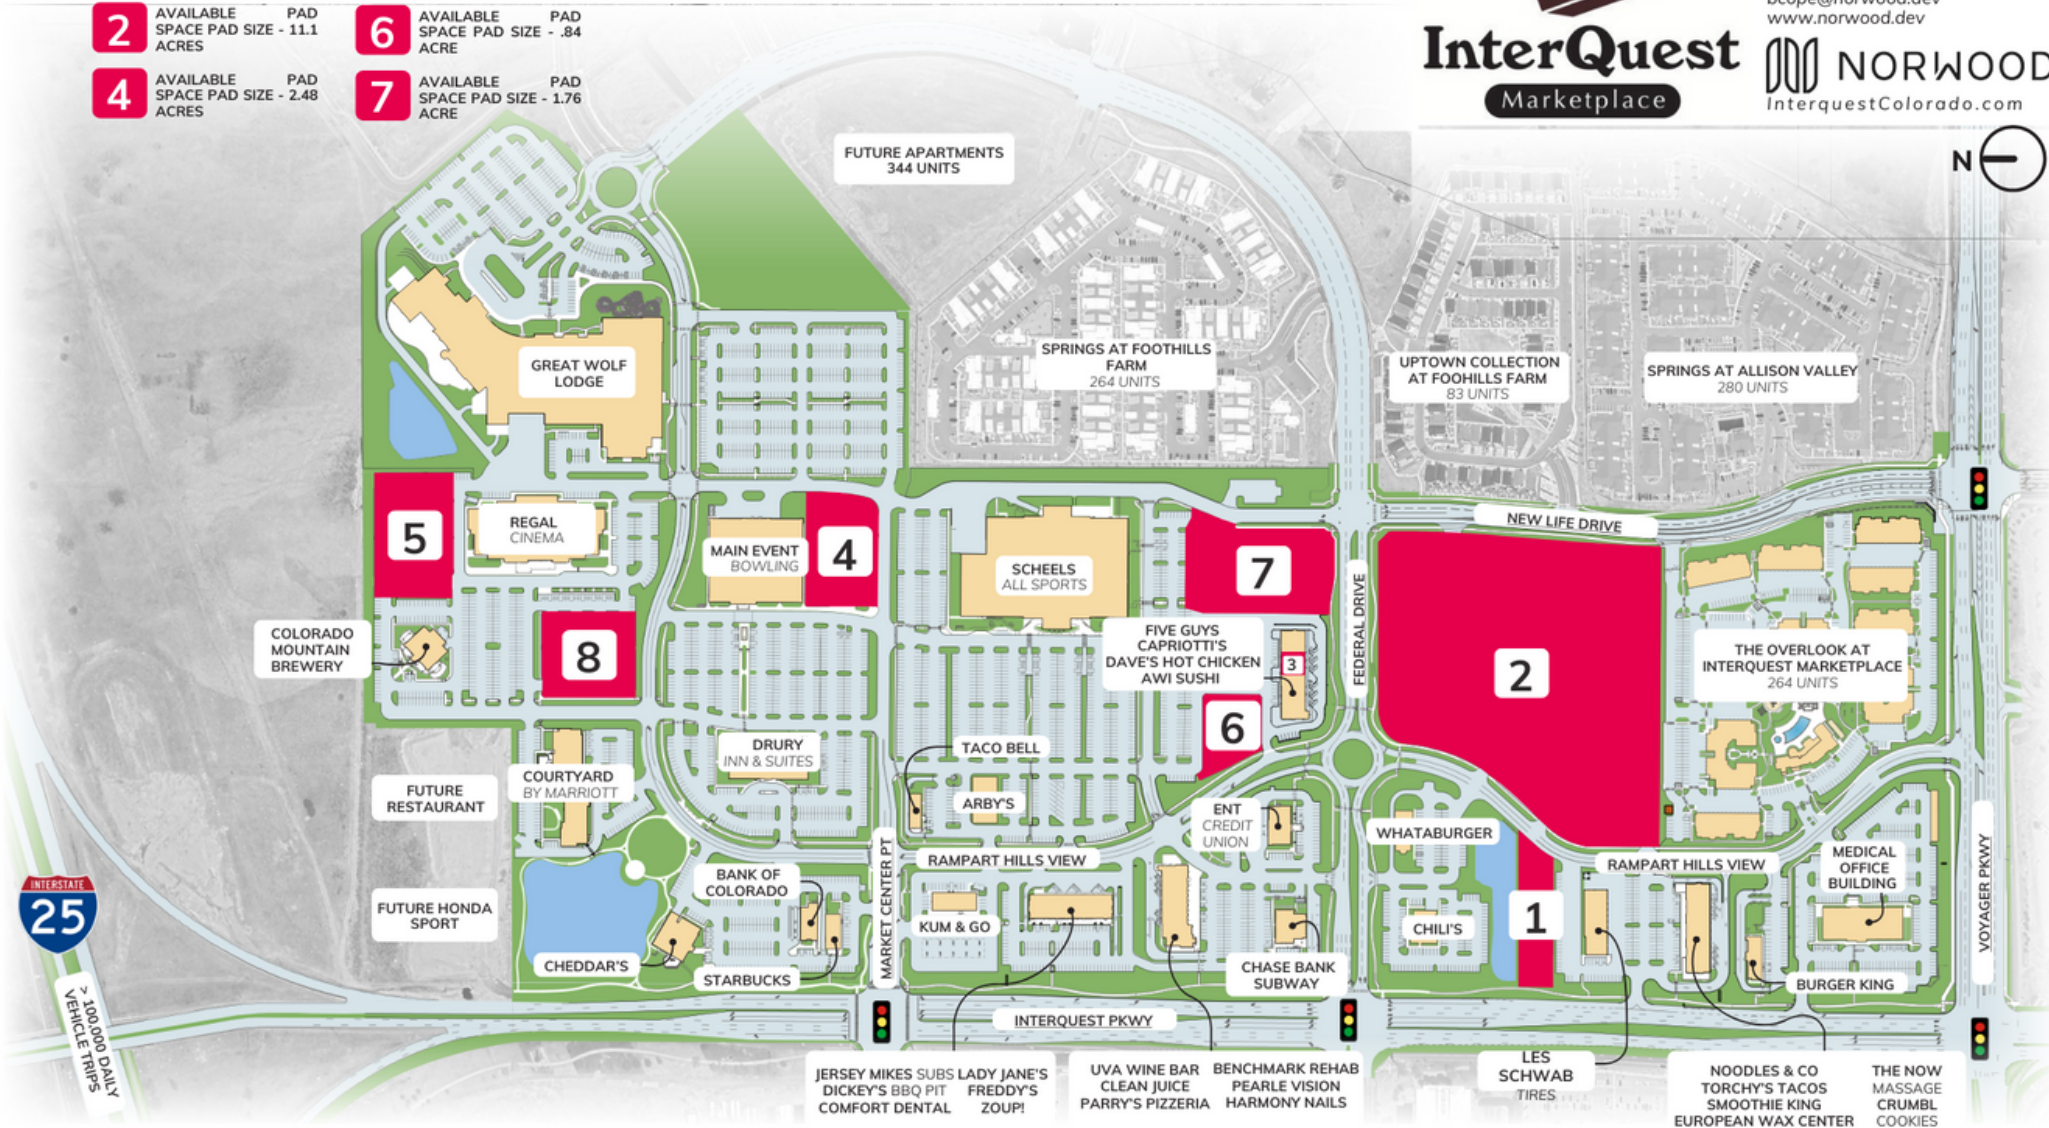 2
AVAILABLE PAD
SPACE PAD SIZE - 11.1
ACRES
6
AVAILABLE PAD
SPACE PAD SIZE - .84
ACRE
4
AVAILABLE PAD
SPACE PAD SIZE - 2.48
ACRES
7
AVAILABLE PAD
SPACE PAD SIZE - 1.76
ACRE
InterQuest
Marketplace
bcope@norwood.dev
www.norwood.dev
NORWOOD
InterquestColorado.com
N
FUTURE APARTMENTS
344 UNITS
GREAT WOLF
LODGE
SPRINGS AT FOOTHILLS
FARM
264 UNITS
UPTOWN COLLECTION
AT FOOHILLS FARM
83 UNITS
SPRINGS AT ALLISON VALLEY
280 UNITS
5
REGAL
CINEMA
MAIN EVENT
BOWLING
4
SCHEELS
ALL SPORTS
7
FEDERAL DRIVE
NEW LIFE DRIVE
2
THE OVERLOOK AT
INTERQUEST MARKETPLACE
264 UNITS
COLORADO
MOUNTAIN
BREWERY
8
FIVE GUYS
CAPRIOTTI'S
DAVE'S HOT CHICKEN
AWI SUSHI
3
6
FUTURE
RESTAURANT
COURTYARD
BY MARRIOTT
DRURY
INN & SUITES
TACO BELL
ARBY'S
ENT
CREDIT
UNION
WHATABURGER
RAMPART HILLS VIEW
RAMPART HILLS VIEW
MEDICAL
OFFICE
BUILDING
VOYAGER PKWY
MARKET CENTER PT
INTERSTATE
25
> 100,000 DAILY
VEHICLE TRIPS
FUTURE HONDA
SPORT
BANK OF
COLORADO
CHEDDAR'S
STARBUCKS
KUM & GO
CHASE BANK
SUBWAY
CHILI'S
1
BURGER KING
INTERQUEST PKWY
JERSEY MIKES SUBS
DICKEY'S BBQ PIT
COMFORT DENTAL
LADY JANE'S
FREDDY'S
ZOUP!
UVA WINE BAR
CLEAN JUICE
PARRY'S PIZZERIA
BENCHMARK REHAB
PEARLE VISION
HARMONY NAILS
LES
SCHWAB
TIRES
NOODLES & CO
TORCHY'S TACOS
SMOOTHIE KING
EUROPEAN WAX CENTER
THE NOW
MASSAGE
CRUMBL
COOKIES